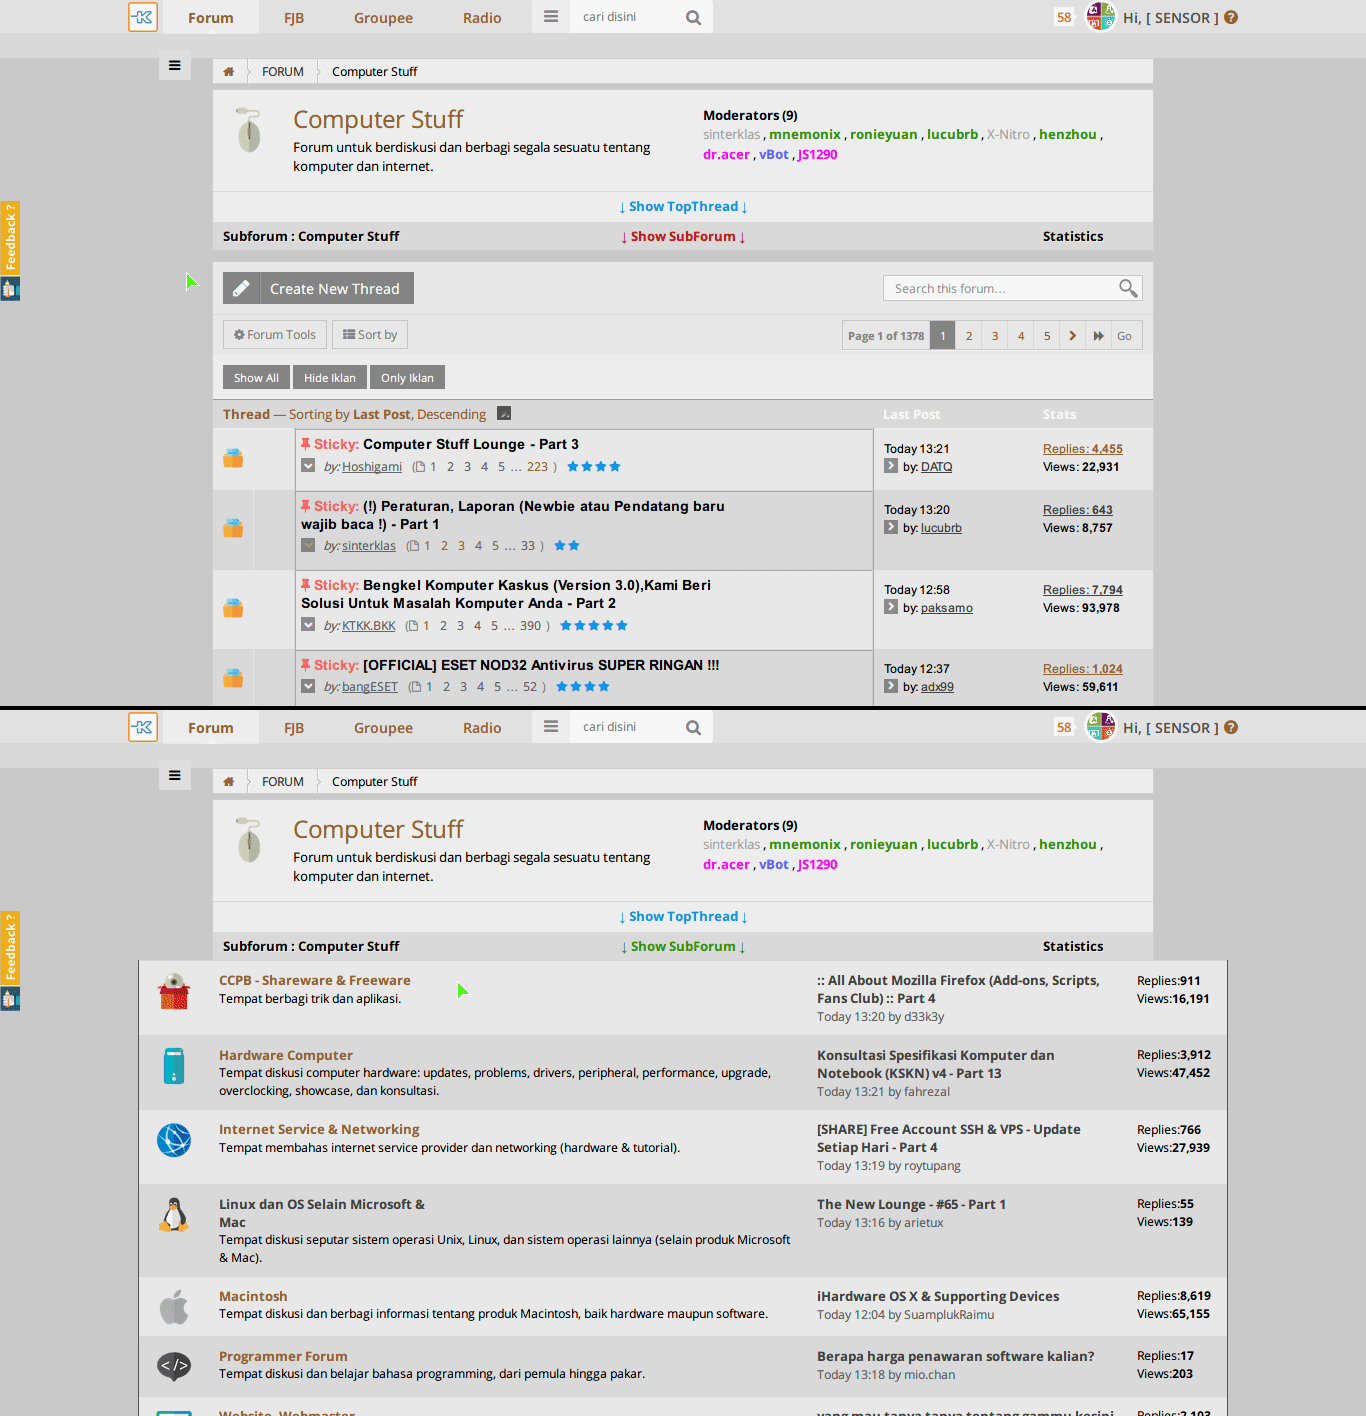 K Forum FJB Groupee Radio cari disini 58 Hi, [ SENSOR ] ?
FORUM Computer Stuff
Computer Stuff
Forum untuk berdiskusi dan berbagi segala sesuatu tentang
komputer dan internet.
Moderators (9)
sinterklas , mnemonix , ronieyuan , lucubrb , X-Nitro , henzhou ,
dr.acer , vBot , JS1290
Feedback ?
↓ Show TopThread ↓
Subforum : Computer Stuff ↓ Show SubForum ↓ Statistics
Create New Thread Search this forum...
Forum Tools Sort by Page 1 of 1378 1 2 3 4 5 Go
Show All Hide Iklan Only Iklan
Thread — Sorting by Last Post, Descending Last Post Stats
Sticky: Computer Stuff Lounge - Part 3
by: Hoshigami ( 1 2 3 4 5 ... 223 )
Today 13:21
by: DATQ
Replies: 4,455
Views: 22,931
Sticky: (!) Peraturan, Laporan (Newbie atau Pendatang baru
wajib baca !) - Part 1
by: sinterklas ( 1 2 3 4 5 ... 33 )
Today 13:20
by: lucubrb
Replies: 643
Views: 8,757
Sticky: Bengkel Komputer Kaskus (Version 3.0),Kami Beri
Solusi Untuk Masalah Komputer Anda - Part 2
by: KTKK.BKK ( 1 2 3 4 5 ... 390 )
Today 12:58
by: paksamo
Replies: 7,794
Views: 93,978
Sticky: [OFFICIAL] ESET NOD32 Antivirus SUPER RINGAN !!!
by: bangESET ( 1 2 3 4 5 ... 52 )
Today 12:37
by: adx99
Replies: 1,024
Views: 59,611
K Forum FJB Groupee Radio cari disini 58 Hi, [ SENSOR ] ?
FORUM Computer Stuff
Computer Stuff
Forum untuk berdiskusi dan berbagi segala sesuatu tentang
komputer dan internet.
Moderators (9)
sinterklas , mnemonix , ronieyuan , lucubrb , X-Nitro , henzhou ,
dr.acer , vBot , JS1290
Feedback ?
↓ Show TopThread ↓
Subforum : Computer Stuff ↓ Show SubForum ↓ Statistics
CCPB - Shareware & Freeware
Tempat berbagi trik dan aplikasi.
:: All About Mozilla Firefox (Add-ons, Scripts,
Fans Club) :: Part 4
Today 13:20 by d33k3y
Replies:911
Views:16,191
Hardware Computer
Tempat diskusi computer hardware: updates, problems, drivers, peripheral, performance, upgrade,
overclocking, showcase, dan konsultasi.
Konsultasi Spesifikasi Komputer dan
Notebook (KSKN) v4 - Part 13
Today 13:21 by fahrezal
Replies:3,912
Views:47,452
Internet Service & Networking
Tempat membahas internet service provider dan networking (hardware & tutorial).
[SHARE] Free Account SSH & VPS - Update
Setiap Hari - Part 4
Today 13:19 by roytupang
Replies:766
Views:27,939
Linux dan OS Selain Microsoft &
Mac
Tempat diskusi seputar sistem operasi Unix, Linux, dan sistem operasi lainnya (selain produk Microsoft
& Mac).
The New Lounge - #65 - Part 1
Today 13:16 by arietux
Replies:55
Views:139
Macintosh
Tempat diskusi dan berbagi informasi tentang produk Macintosh, baik hardware maupun software.
iHardware OS X & Supporting Devices
Today 12:04 by SuamplukRaimu
Replies:8,619
Views:65,155
</> Programmer Forum
Tempat diskusi dan belajar bahasa programming, dari pemula hingga pakar.
Berapa harga penawaran software kalian?
Today 13:18 by mio.chan
Replies:17
Views:203
Website, Webmaster,
yang mau tanya tanya tentang gammu kesini
Replies:2,103